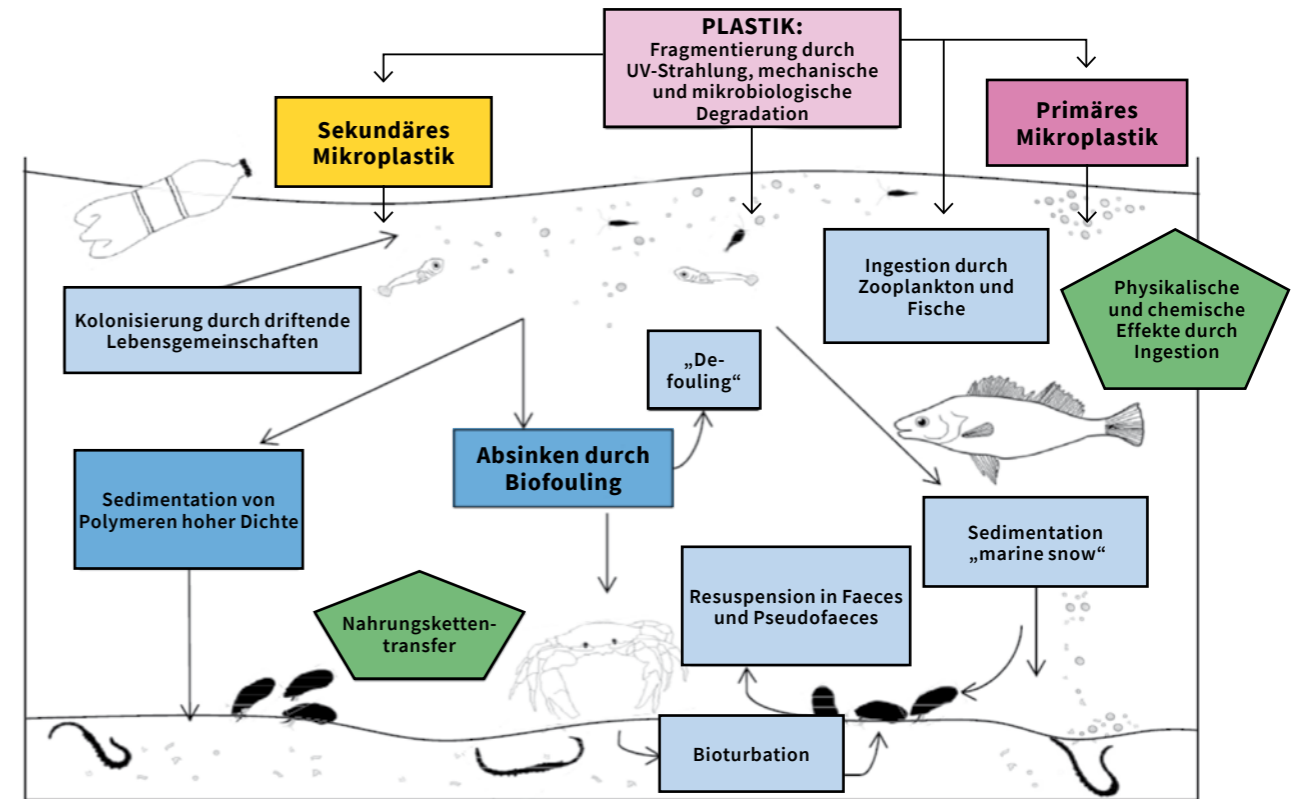 PLASTIK:
Fragmentierung durch
UV-Strahlung, mechanische
und mikrobiologische
Degradation
Sekundäres
Mikroplastik
Primäres
Mikroplastik
Kolonisierung durch driftende
Lebensgemeinschaften
Ingestion durch
Zooplankton und
Fische
Physikalische
und chemische
Effekte durch
Ingestion
„De-
fouling“
Absinken durch
Biofouling
Sedimentation von
Polymeren hoher Dichte
Sedimentation
„marine snow“
Resuspension in Faeces
und Pseudofaeces
Nahrungsketten-
transfer
Bioturbation